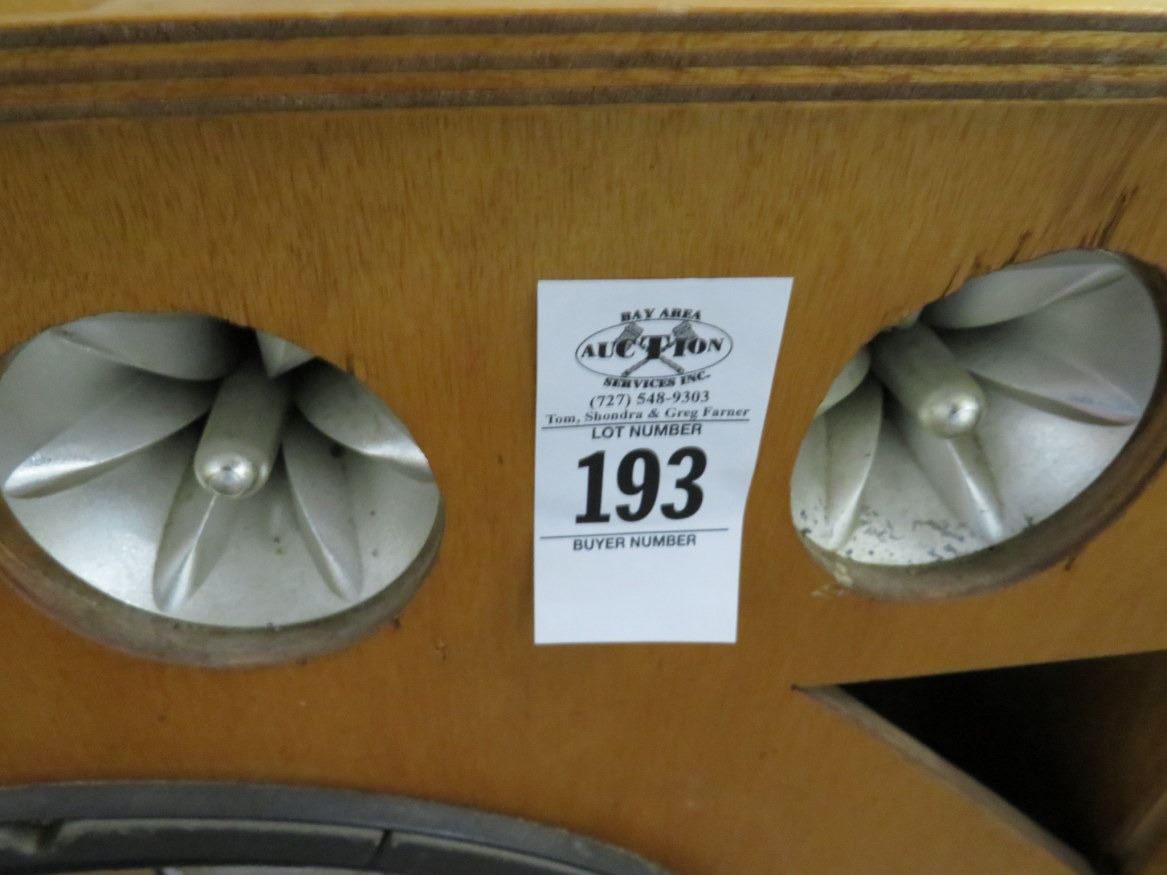 BAY AREA
AUCTION
SERVICES INC.
(727) 548-9303
Tom, Shondra & Greg Farner
LOT NUMBER
193
BUYER NUMBER